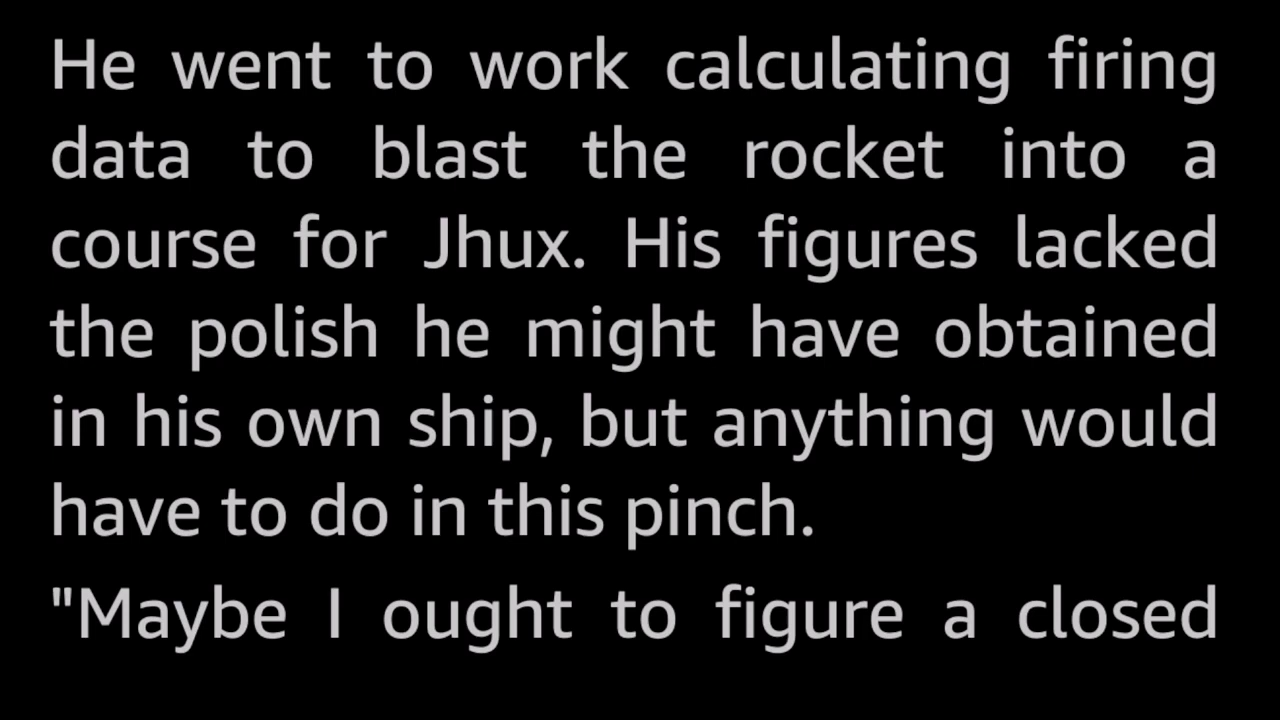 He went to work calculating firing
data to blast the rocket into a
course for Jhux. His figures lacked
the polish he might have obtained
in his own ship, but anything would
have to do in this pinch.
"Maybe I ought to figure a closed